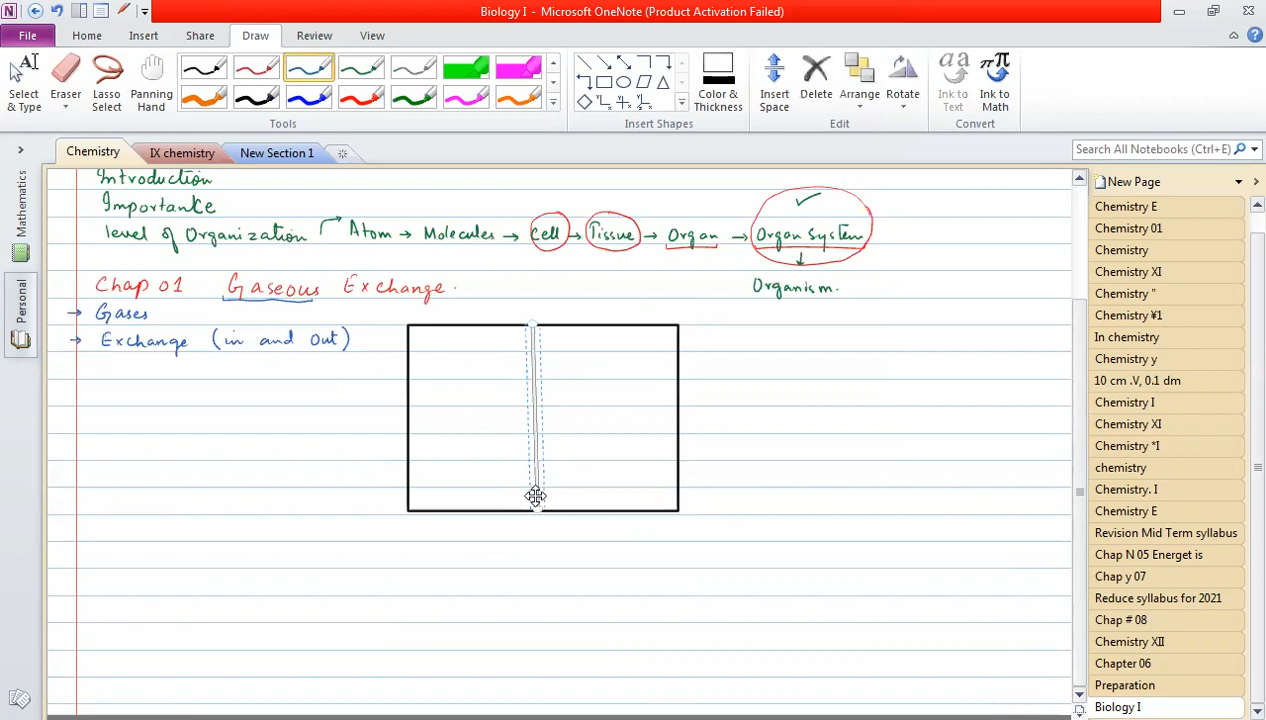 Biology I - Microsoft OneNote (Product Activation Failed)
File Home Insert Share Draw Review View
Select & Type
Eraser
Lasso Select
Panning Hand
Color & Thickness
Insert Space
Delete
Arrange
Rotate
Ink to Text
Ink to Math
Tools
Insert Shapes
Edit
Convert
Chemistry IX chemistry New Section 1
Search All Notebooks (Ctrl+E)
Mathematics
Personal
Introduction
Importance
level of Organization Atom → Molecules → Cell → Tissue → Organ → Organ System
↓
Organism.
Chap 01 Gaseous Exchange.
→ Gases
→ Exchange (in and Out)
New Page
Chemistry E
Chemistry 01
Chemistry
Chemistry XI
Chemistry "
Chemistry ¥1
In chemistry
Chemistry y
10 cm .V, 0.1 dm
Chemistry I
Chemistry XI
Chemistry *I
chemistry
Chemistry. I
Chemistry E
Revision Mid Term syllabus
Chap N 05 Energet is
Chap y 07
Reduce syllabus for 2021
Chap # 08
Chemistry XII
Chapter 06
Preparation
Biology I